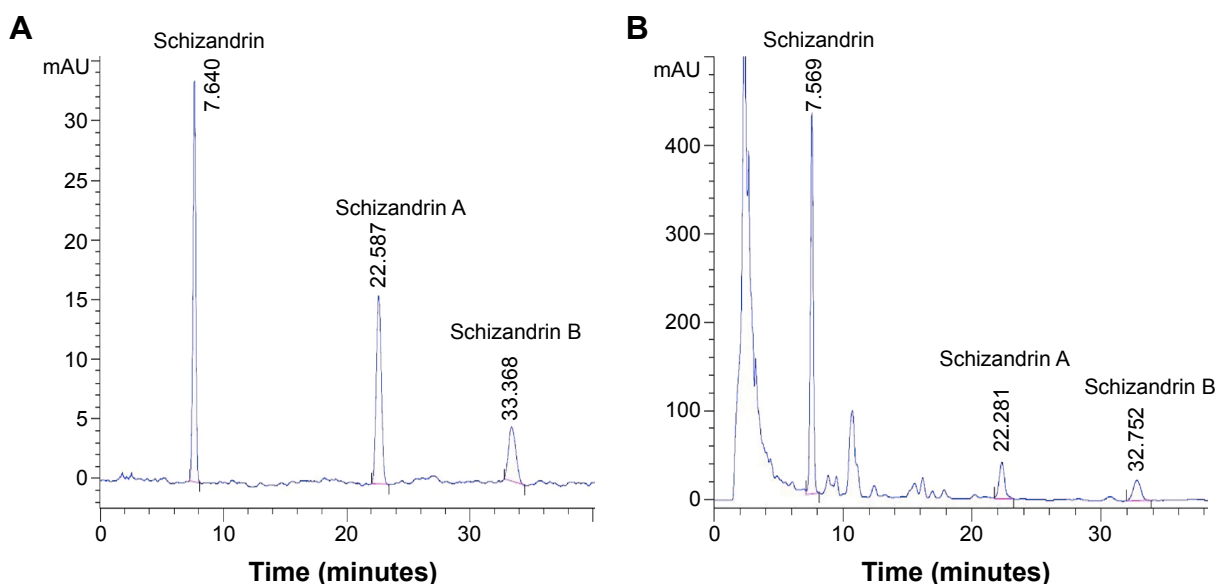 A
Schizandrin
mAU
7.640
Schizandrin A
22.587
Schizandrin B
33.368
30
25
20
15
10
5
0
0
10
20
30
Time (minutes)
B
Schizandrin
mAU
7.569
Schizandrin A
22.281
Schizandrin B
32.752
400
300
200
100
0
0
10
20
30
Time (minutes)